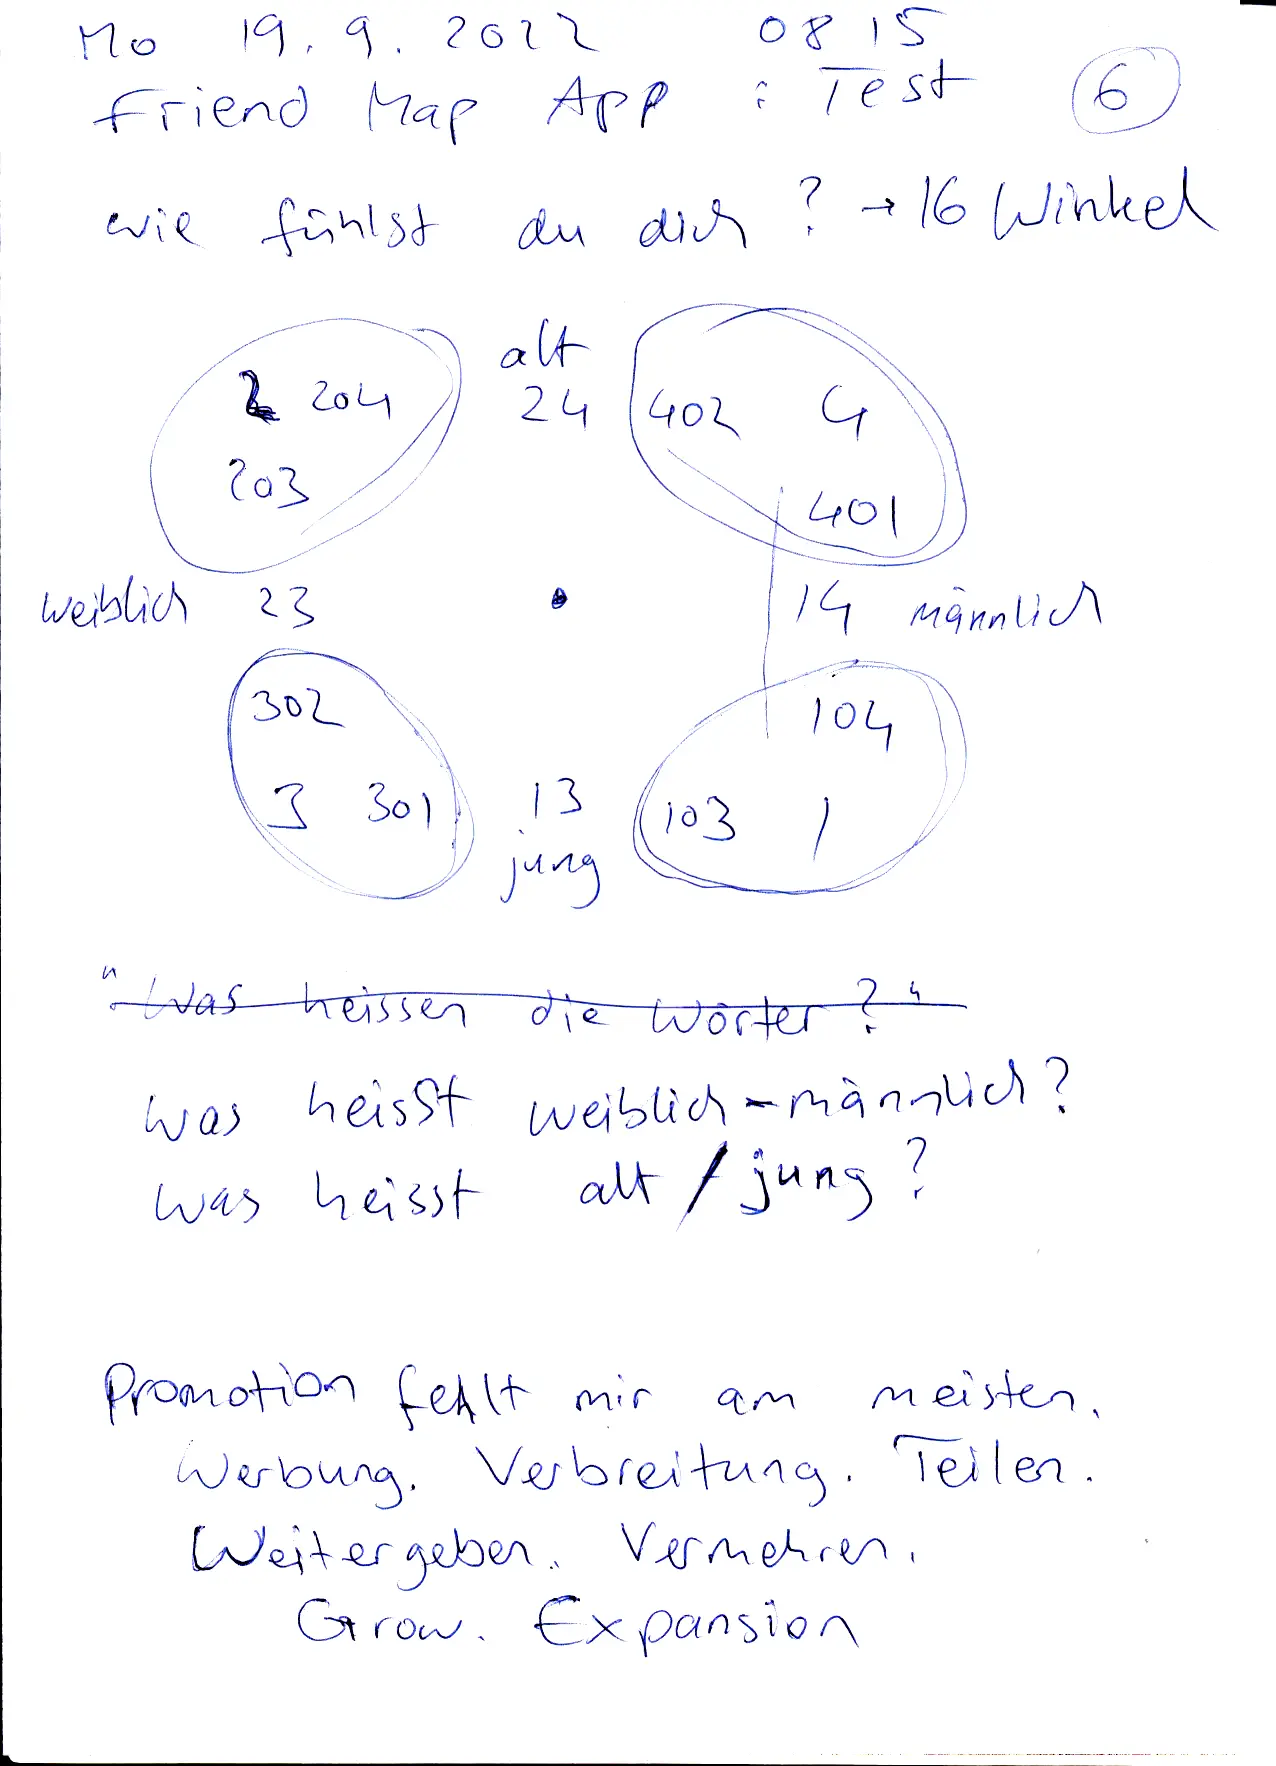 Mo 19.9.2022 0815
Friend Map App : Test 6
wie fühlst du dich ? → 16 Winkel
alt
2 204 24 402 4
203 401
weiblich 23 14 männlich
302 104
3 301 13 103 1
jung
"Was heissen die Wörter ?"
was heisst weiblich - männlich?
was heisst alt / jung ?
Promotion fehlt mir am meisten.
Werbung. Verbreitung. Teilen.
Weitergeben. Vermehren.
Grow. Expansion